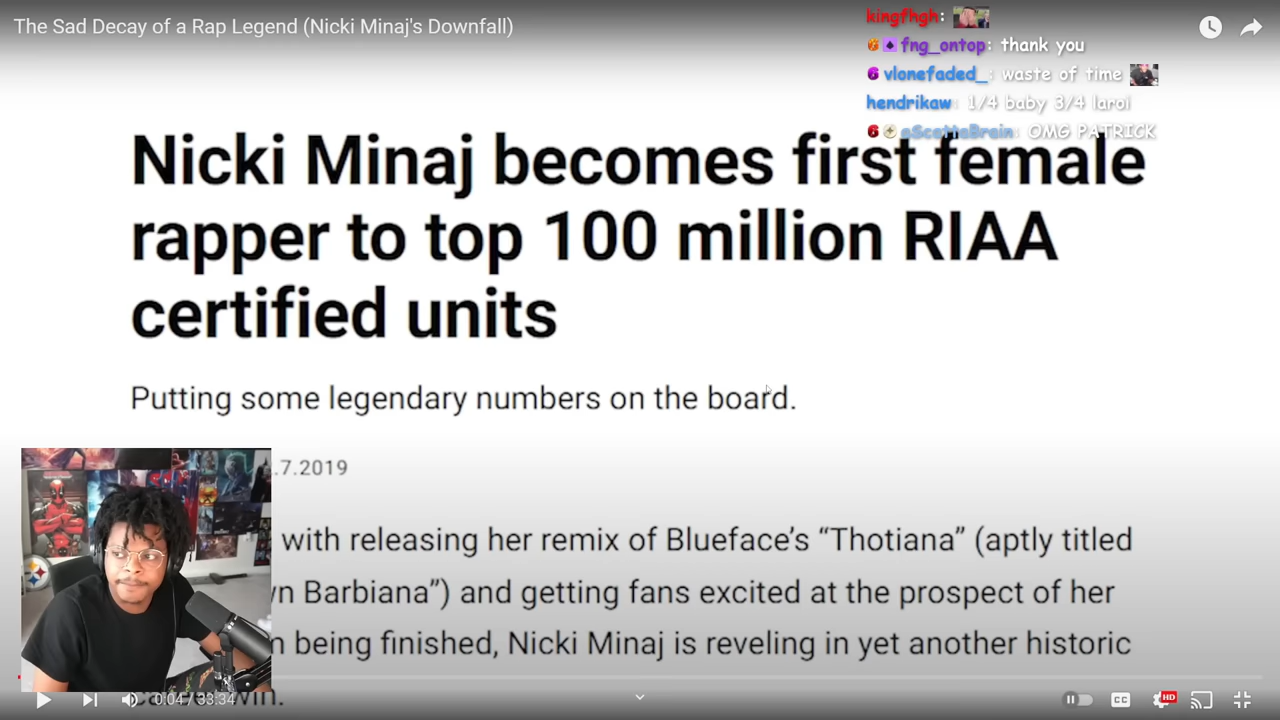 The Sad Decay of a Rap Legend (Nicki Minaj's Downfall)
kingfhgh:
fng_ontop: thank you
vlonefaded_: waste of time
hendrikaw: 1/4 baby 3/4 laroi
aScottaBrain: OMG PATRICK
Nicki Minaj becomes first female
rapper to top 100 million RIAA
certified units
Putting some legendary numbers on the board.
.7.2019
with releasing her remix of Blueface's “Thotiana” (aptly titled
n Barbiana”) and getting fans excited at the prospect of her
being finished, Nicki Minaj is reveling in yet another historic
win.
0:04 / 33:34
CC
HD